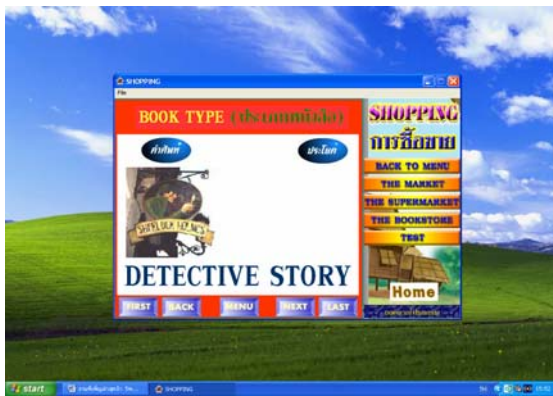 SHOPPING
File
BOOK TYPE (ประเภทหนังสือ)
คำศัพท์
ประโยค
SHERLOCK HOLMES
DETECTIVE STORY
FIRST
BACK
MENU
NEXT
LAST
SHOPPING
การซื้อขาย
BACK TO MENU
THE MARKET
THE SUPERMARKET
THE BOOKSTORE
TEST
Home
start
SHOPPING